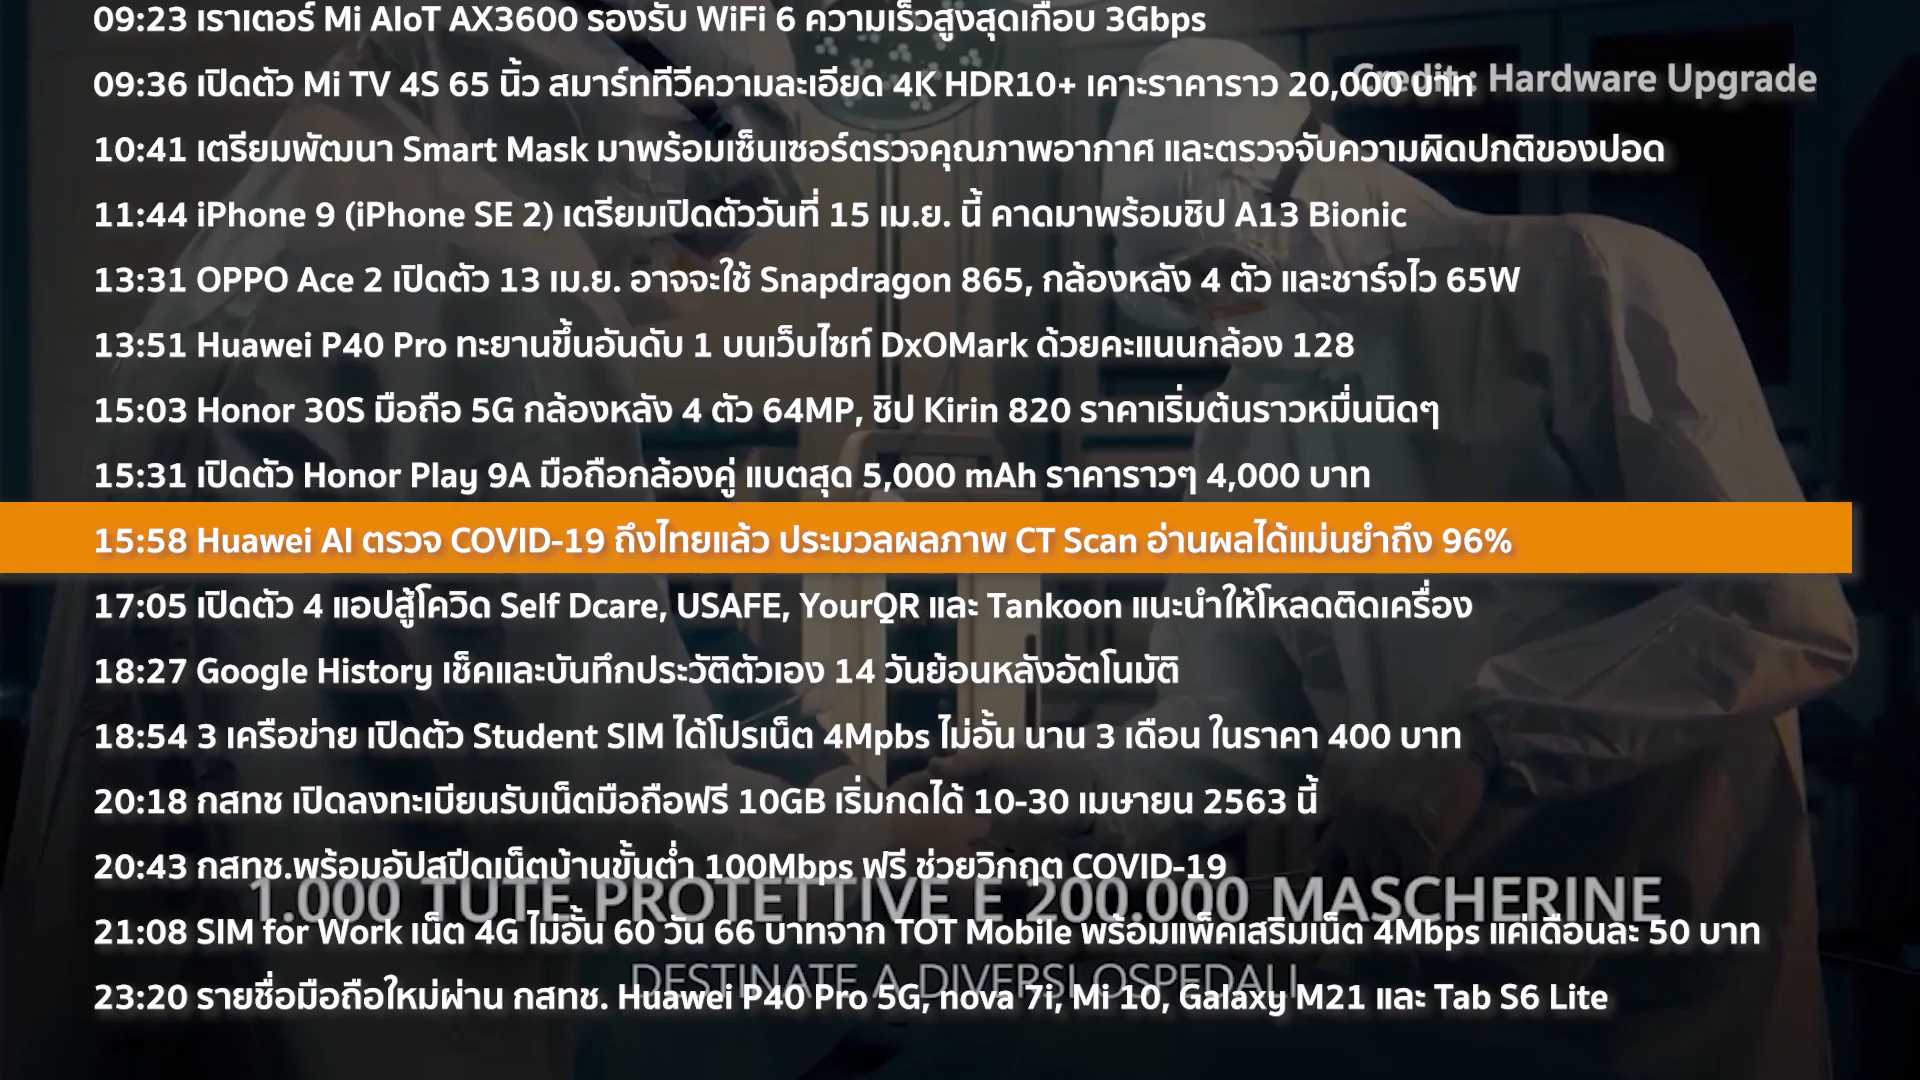 09:23 เราเตอร์ Mi AIoT AX3600 รองรับ WiFi 6 ความเร็วสูงสุดเกือบ 3Gbps
09:36 เปิดตัว Mi TV 4S 65 นิ้ว สมาร์ททีวีความละเอียด 4K HDR10+ เคาะราคาราว 20,000 บาท
Credit : Hardware Upgrade
10:41 เตรียมพัฒนา Smart Mask มาพร้อมเซ็นเซอร์ตรวจคุณภาพอากาศ และตรวจจับความผิดปกติของปอด
11:44 iPhone 9 (iPhone SE 2) เตรียมเปิดตัววันที่ 15 เม.ย. นี้ คาดมาพร้อมชิป A13 Bionic
13:31 OPPO Ace 2 เปิดตัว 13 เม.ย. อาจจะใช้ Snapdragon 865, กล้องหลัง 4 ตัว และชาร์จไว 65W
13:51 Huawei P40 Pro ทะยานขึ้นอันดับ 1 บนเว็บไซท์ DxOMark ด้วยคะแนนกล้อง 128
15:03 Honor 30S มือถือ 5G กล้องหลัง 4 ตัว 64MP, ชิป Kirin 820 ราคาเริ่มต้นราวหมื่นนิดๆ
15:31 เปิดตัว Honor Play 9A มือถือกล้องคู่ แบตสุด 5,000 mAh ราคาราวๆ 4,000 บาท
15:58 Huawei AI ตรวจ COVID-19 ถึงไทยแล้ว ประมวลผลภาพ CT Scan อ่านผลได้แม่นยำถึง 96%
17:05 เปิดตัว 4 แอปสู้โควิด Self Dcare, USAFE, YourQR และ Tankoon แนะนำให้โหลดติดเครื่อง
18:27 Google History เช็คและบันทึกประวัติตัวเอง 14 วันย้อนหลังอัตโนมัติ
18:54 3 เครือข่าย เปิดตัว Student SIM ได้โปรเน็ต 4Mpbs ไม่อั้น นาน 3 เดือน ในราคา 400 บาท
20:18 กสทช เปิดลงทะเบียนรับเน็ตมือถือฟรี 10GB เริ่มกดได้ 10-30 เมษายน 2563 นี้
20:43 กสทช.พร้อมอัปสปีดเน็ตบ้านขั้นต่ำ 100Mbps ฟรี ช่วยวิกฤต COVID-19
1.000 TUTE PROTETTIVE E 200.000 MASCHERINE
21:08 SIM for Work เน็ต 4G ไม่อั้น 60 วัน 66 บาทจาก TOT Mobile พร้อมแพ็คเสริมเน็ต 4Mbps แค่เดือนละ 50 บาท
DESTINATE A DIVERSI OSPEDALI
23:20 รายชื่อมือถือใหม่ผ่าน กสทช. Huawei P40 Pro 5G, nova 7i, Mi 10, Galaxy M21 และ Tab S6 Lite